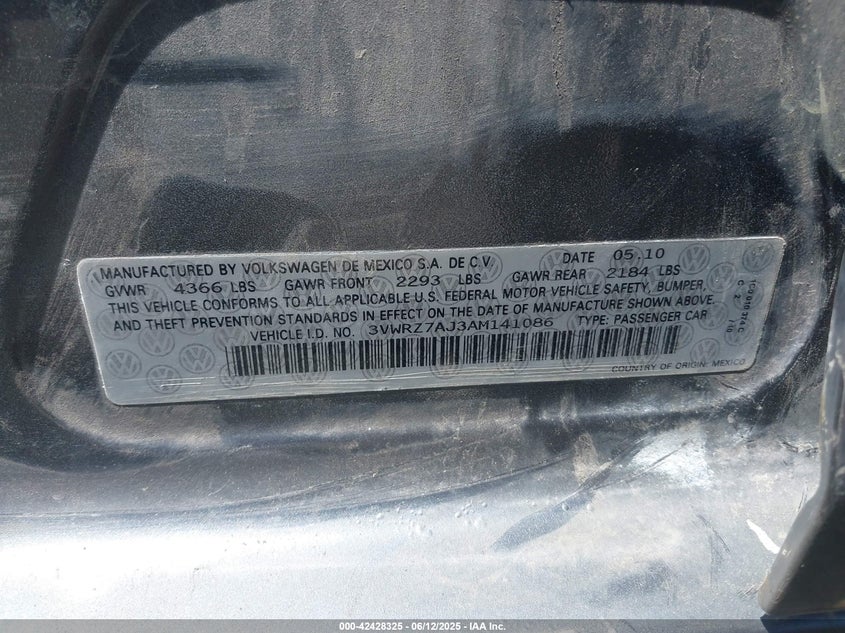 MANUFACTURED BY VOLKSWAGEN DE MEXICO S.A. DE C.V. DATE 05.10
GVWR 4366 LBS GAWR FRONT 2293 LBS GAWR REAR 2184 LBS
THIS VEHICLE CONFORMS TO ALL APPLICABLE U.S. FEDERAL MOTOR VEHICLE SAFETY, BUMPER,
AND THEFT PREVENTION STANDARDS IN EFFECT ON THE DATE OF MANUFACTURE SHOWN ABOVE.
VEHICLE I.D. NO. 3VWRZ7AJ3AM141086 TYPE: PASSENGER CAR
COUNTRY OF ORIGIN: MEXICO
1C0 010 374 C
000-42428325 - 06/12/2025 - IAA Inc.